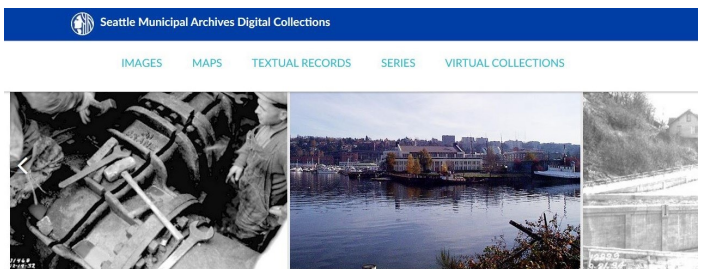 Seattle Municipal Archives Digital Collections
IMAGES MAPS TEXTUAL RECORDS SERIES VIRTUAL COLLECTIONS